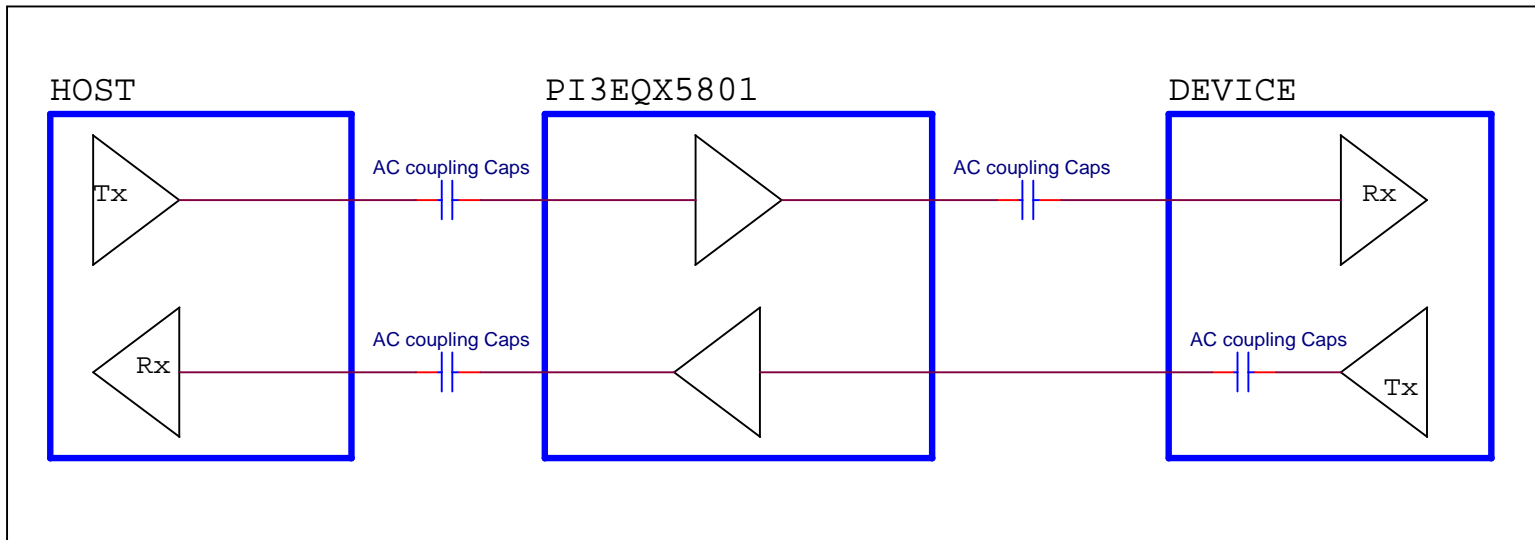 HOST
PI3EQX5801
DEVICE
AC coupling Caps
AC coupling Caps
Tx
Rx
AC coupling Caps
AC coupling Caps
Rx
Tx